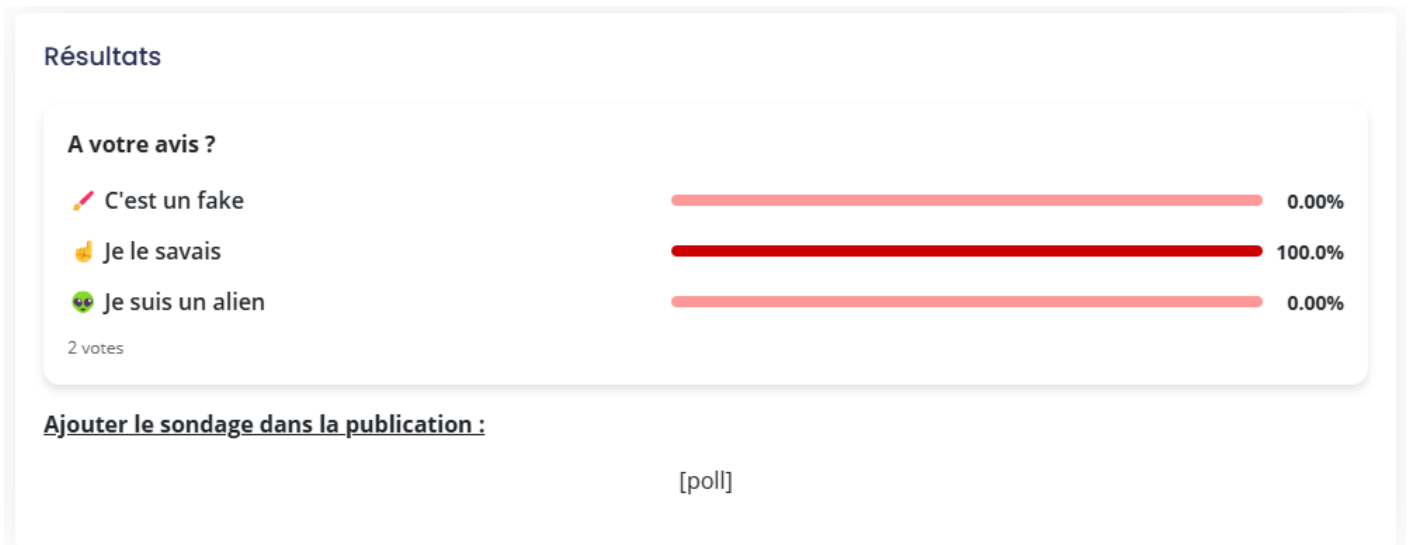 Résultats
A votre avis ?
C'est un fake 0.00%
Je le savais 100.0%
Je suis un alien 0.00%
2 votes
Ajouter le sondage dans la publication :
[poll]